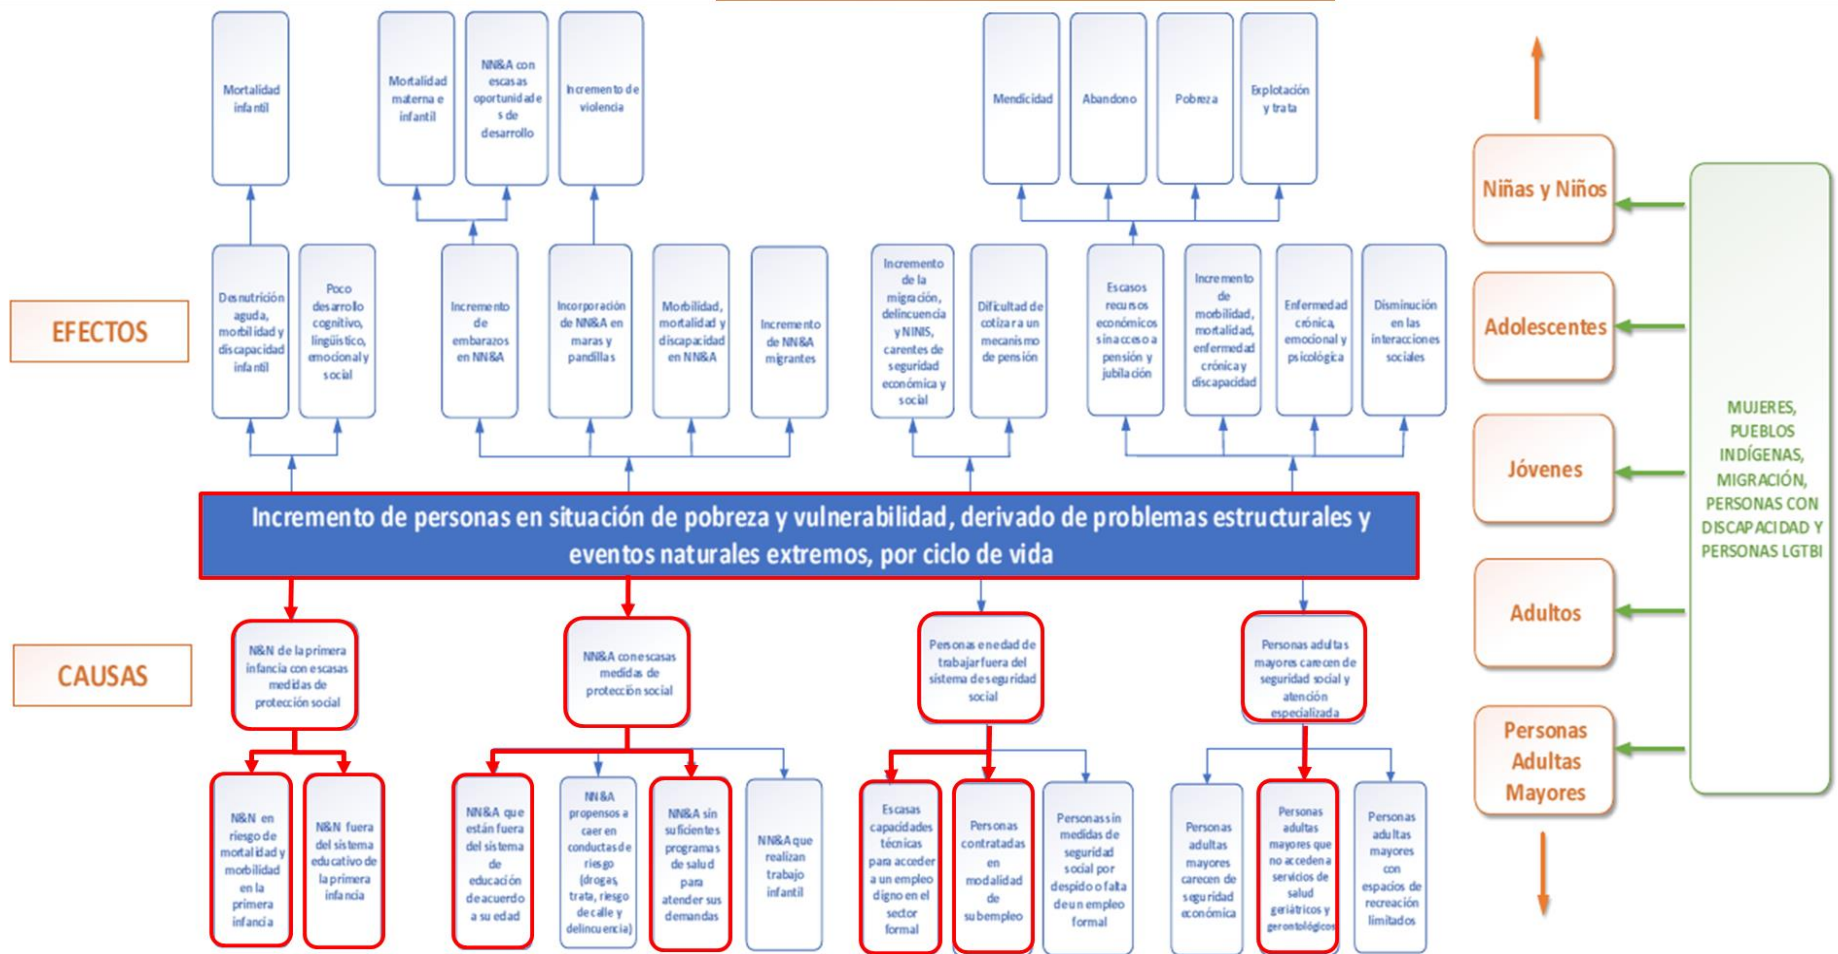 Mortalidad
infantil
Mortalidad
materna e
infantil
NN&A con
escasas
oportunidade
s de
desarrollo
Incremento de
violencia
Mendicidad
Abandono
Pobreza
Explotación
y trata
EFECTOS
Desnutrición
aguda,
morbilidad y
discapacidad
infantil
Poco
desarrollo
cognitivo,
lingüístico,
emocional y
social
Incremento
de
embarazos
en NN&A
Incorporación
de NN&A en
maras y
pandillas
Morbilidad,
mortalidad y
discapacidad
en NN&A
Incremento
de NN&A
migrantes
Incremento
de la
migración,
delincuencia
y NINIS,
carentes de
seguridad
económica y
social
Dificultad de
cotizar a un
mecanismo
de pensión
Escasos
recursos
económicos
sin acceso a
pensión y
jubilación
Incremento
de
morbilidad,
mortalidad,
enfermedad
crónica y
discapacidad
Enfermedad
crónica,
emocional y
psicológica
Disminución
en las
interacciones
sociales
Incremento de personas en situación de pobreza y vulnerabilidad, derivado de problemas estructurales y
eventos naturales extremos, por ciclo de vida
CAUSAS
N&N de la primera
infancia con escasas
medidas de
protección social
NN&A con escasas
medidas de
protección social
Personas en edad de
trabajar fuera del
sistema de seguridad
social
Personas adultas
mayores carecen de
seguridad social y
atención
especializada
N&N en
riesgo de
mortalidad y
morbilidad
en la
primera
infancia
N&N fuera
del sistema
educativo de
la primera
infancia
NN&A que
están fuera
del sistema
de
educación
de acuerdo
a su edad
NN&A
propensos a
caer en
conductas de
riesgo
(drogas,
trata, riesgo
de calle y
delincuencia)
NN&A sin
suficientes
programas
de salud
para
atender sus
demandas
NN&A que
realizan
trabajo
infantil
Escasas
capacidades
técnicas
para acceder
a un empleo
digno en el
sector
formal
Personas
contratadas
en
modalidad
de
subempleo
Personas sin
medidas de
seguridad
social por
despido o falta
de un empleo
formal
Personas
adultas
mayores
carecen de
seguridad
económica
Personas
adultas
mayores que
no acceden a
servicios de
salud
geriátricos y
gerontológicos
Personas
adultas
mayores
con
espacios de
recreación
limitados
Niñas y Niños
Adolescentes
Jóvenes
Adultos
Personas
Adultas
Mayores
MUJERES,
PUEBLOS
INDÍGENAS,
MIGRACIÓN,
PERSONAS CON
DISCAPACIDAD Y
PERSONAS LGTBI